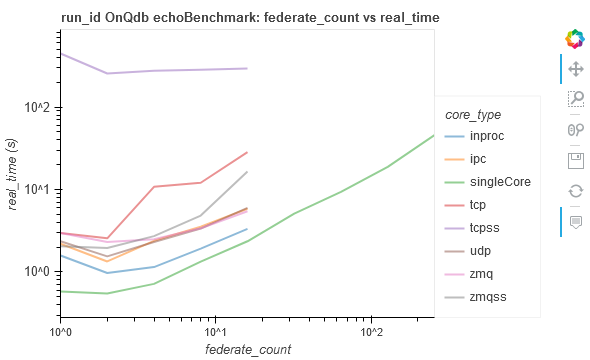 run_id OnQdb echoBenchmark: federate_count vs real_time
real_time (s)
10^2
10^1
10^0
10^0
10^1
10^2
federate_count
core_type
inproc
ipc
singleCore
tcp
tcpss
udp
zmq
zmqss